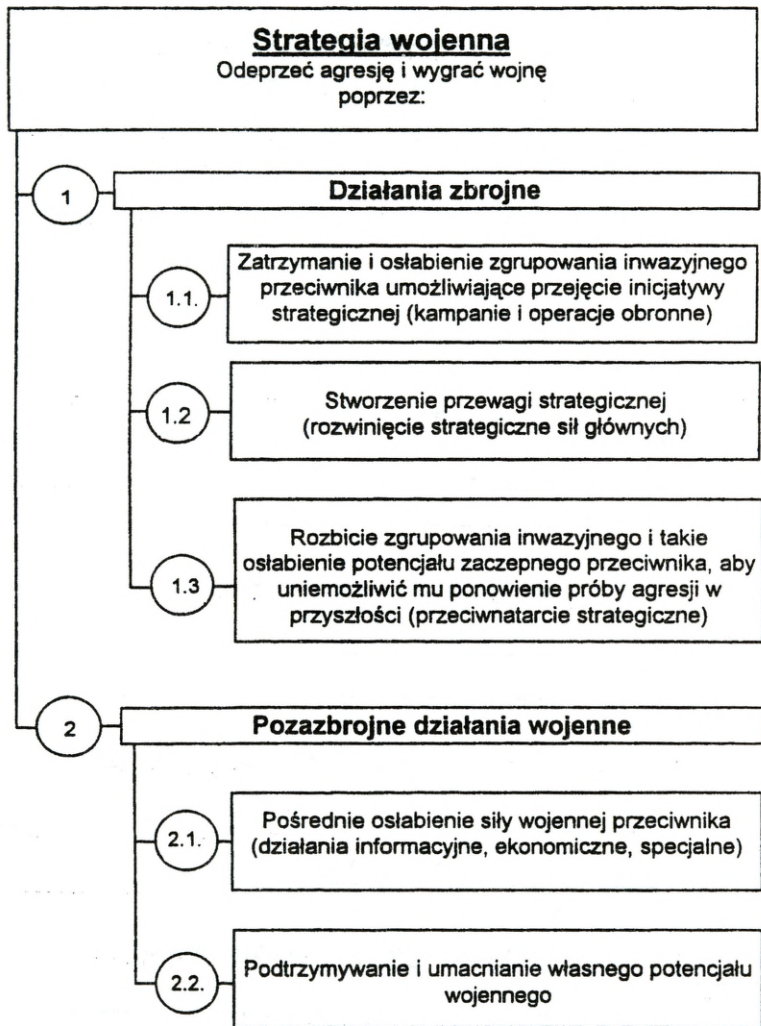 Strategia wojenna
Odeprzeć agresję i wygrać wojnę
poprzez:
1
Działania zbrojne
1.1.
Zatrzymanie i osłabienie zgrupowania inwazyjnego
przeciwnika umożliwiające przejęcie inicjatywy
strategicznej (kampanie i operacje obronne)
1.2
Stworzenie przewagi strategicznej
(rozwinięcie strategiczne sił głównych)
1.3
Rozbicie zgrupowania inwazyjnego i takie
osłabienie potencjału zaczepnego przeciwnika, aby
uniemożliwić mu ponowienie próby agresji w
przyszłości (przeciwnatarcie strategiczne)
2
Pozazbrojne działania wojenne
2.1.
Pośrednie osłabienie siły wojennej przeciwnika
(działania informacyjne, ekonomiczne, specjalne)
2.2.
Podtrzymywanie i umacnianie własnego potencjału
wojennego